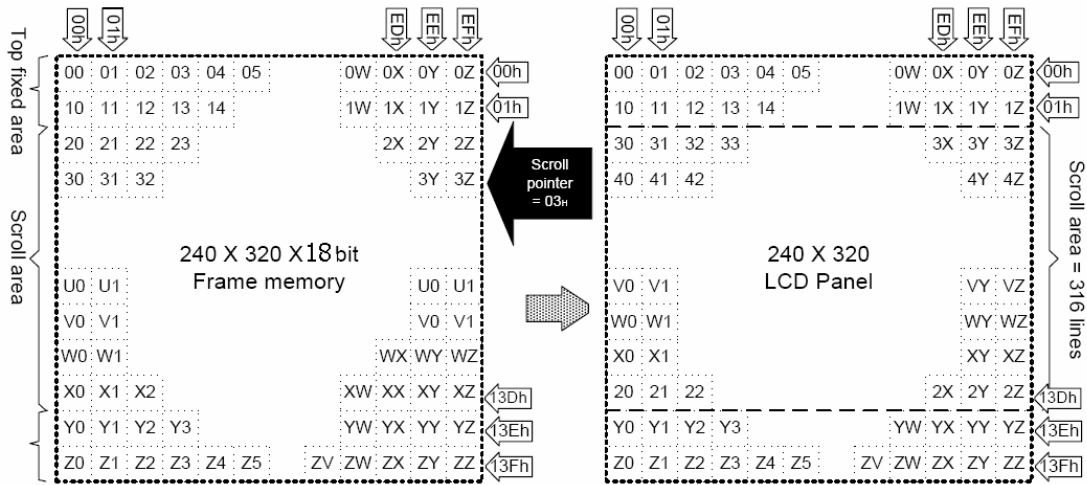 00h 01h EDh EEh EFh 00h 01h EDh EEh EFh
Top fixed area
00 01 02 03 04 05 0W 0X 0Y 0Z 00h 00 01 02 03 04 05 0W 0X 0Y 0Z 00h
10 11 12 13 14 1W 1X 1Y 1Z 01h 10 11 12 13 14 1W 1X 1Y 1Z 01h
20 21 22 23 2X 2Y 2Z 30 31 32 33 3X 3Y 3Z
30 31 32 3Y 3Z 40 41 42 4Y 4Z
Scroll
pointer
= 03H
Scroll area
240 X 320 X18bit
Frame memory
240 X 320
LCD Panel
Scroll area = 316 lines
U0 U1 U0 U1 V0 V1 VY VZ
V0 V1 V0 V1 W0 W1 WY WZ
W0 W1 WX WY WZ X0 X1 XY XZ
X0 X1 X2 XW XX XY XZ 13Dh 20 21 22 2X 2Y 2Z 13Dh
Y0 Y1 Y2 Y3 YW YX YY YZ 13Eh Y0 Y1 Y2 Y3 YW YX YY YZ 13Eh
Z0 Z1 Z2 Z3 Z4 Z5 ZV ZW ZX ZY ZZ 13Fh Z0 Z1 Z2 Z3 Z4 Z5 ZV ZW ZX ZY ZZ 13Fh